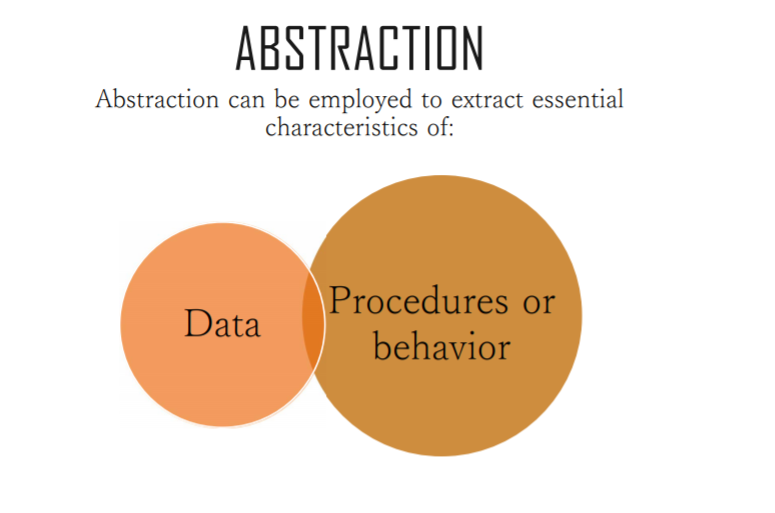 ABSTRACTION
Abstraction can be employed to extract essential
characteristics of:
Data
Procedures or
behavior